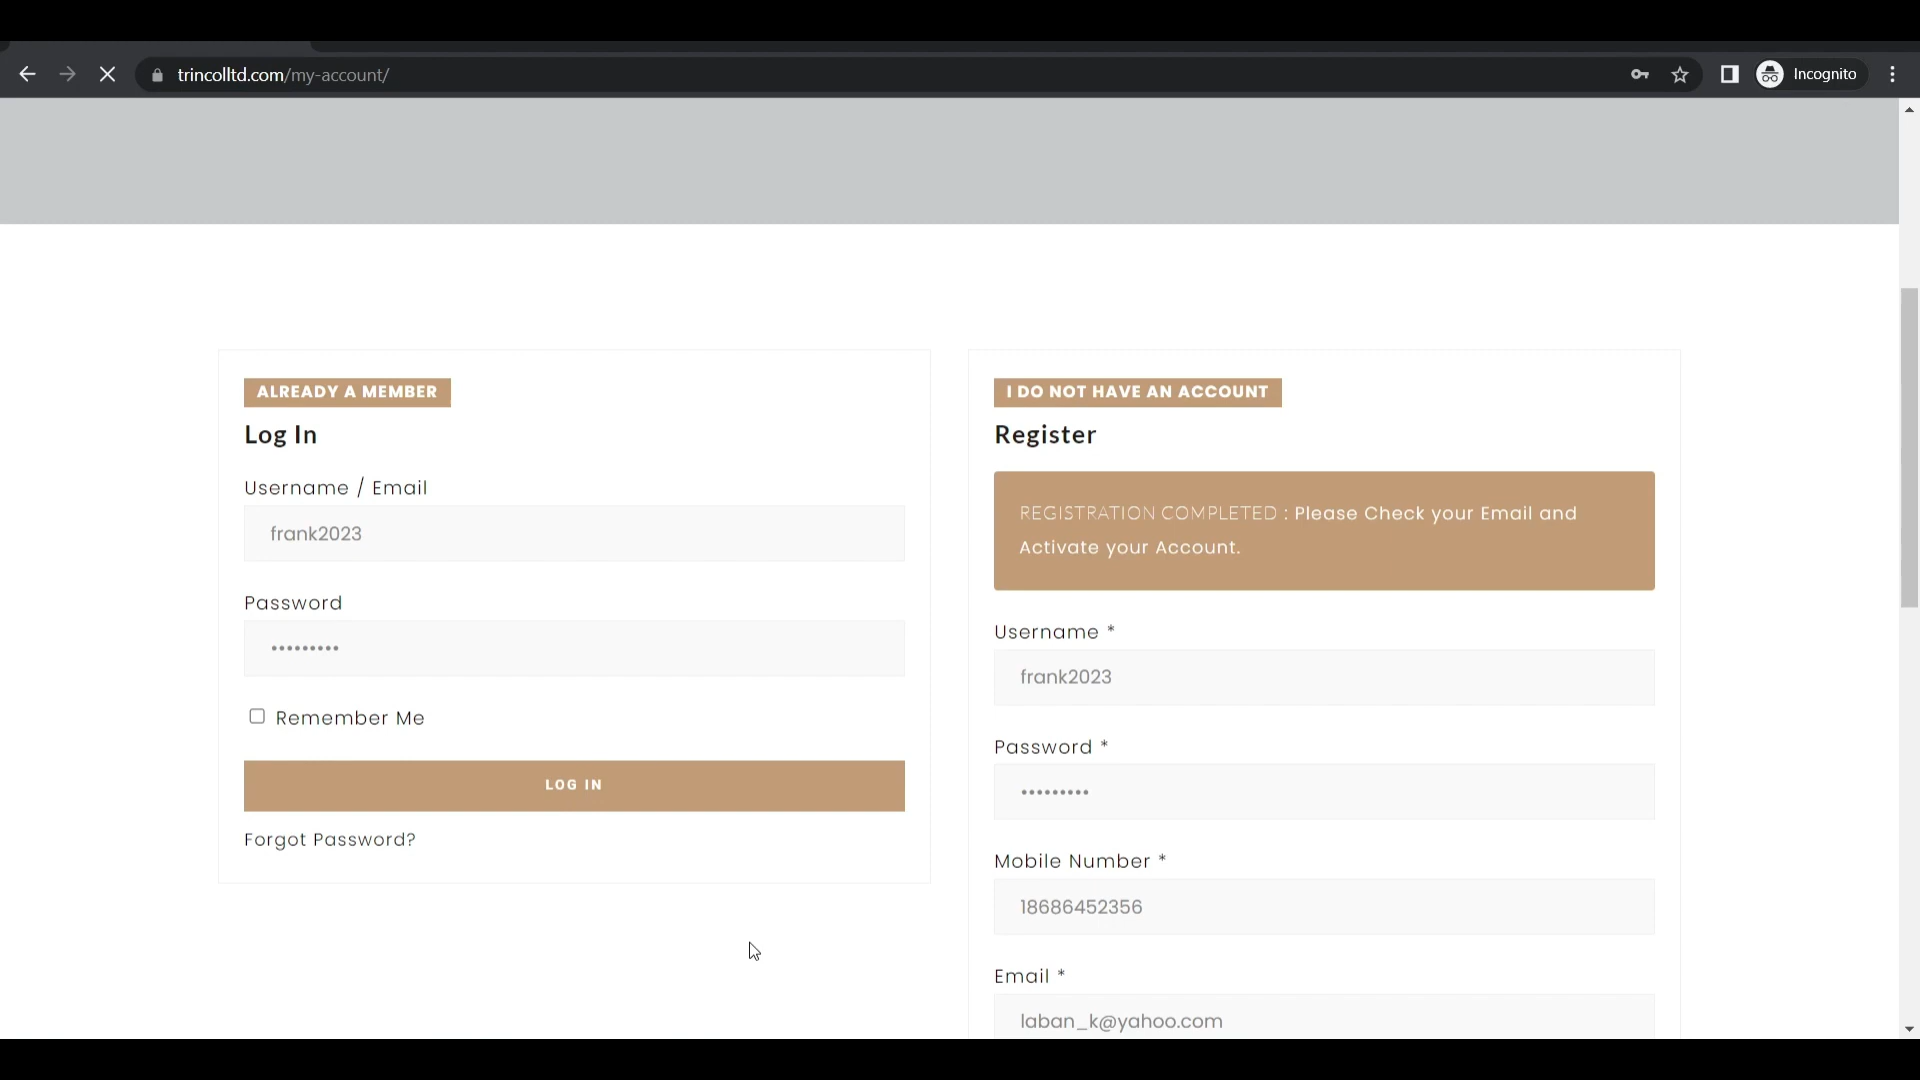 trincolltd.com/my-account/
Incognito
ALREADY A MEMBER
Log In
Username / Email
frank2023
Password
•••••••••
Remember Me
LOG IN
Forgot Password?
I DO NOT HAVE AN ACCOUNT
Register
REGISTRATION COMPLETED : Please Check your Email and
Activate your Account.
Username *
frank2023
Password *
•••••••••
Mobile Number *
18686452356
Email *
laban_k@yahoo.com